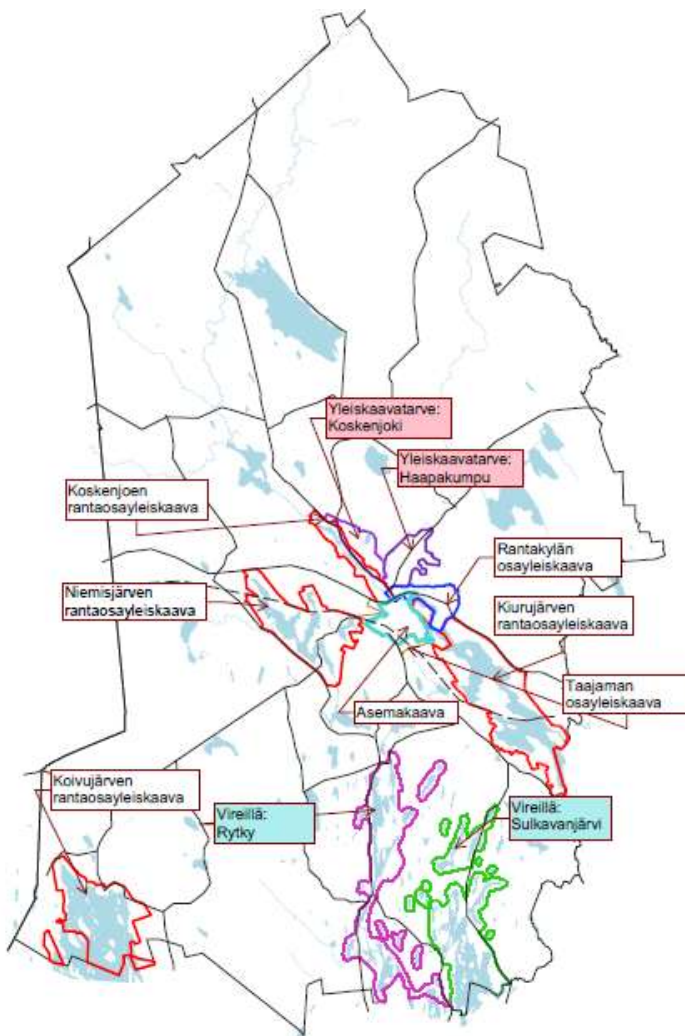 Yleiskaavatarve:
Koskenjoki
Yleiskaavatarve:
Haapakumpu
Koskenjoen
rantaosayleiskaava
Rantakylän
osayleiskaava
Niemisjärven
rantaosayleiskaava
Kiurujärven
rantaosayleiskaava
Taajaman
osayleiskaava
Asemakaava
Koivujärven
rantaosayleiskaava
Vireillä:
Rytky
Vireillä:
Sulkavanjärvi